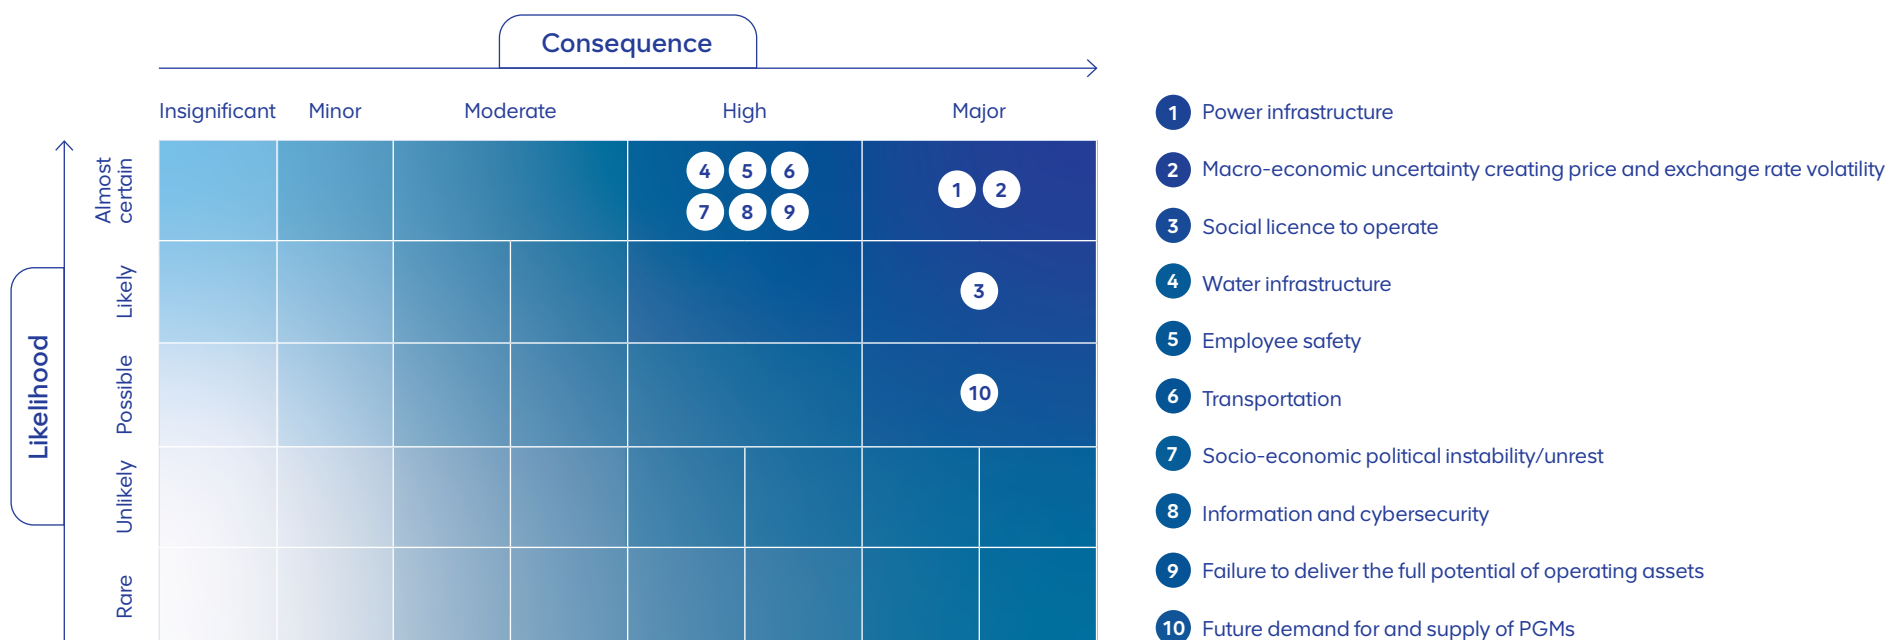 Consequence
Insignificant Minor Moderate High Major
Likelihood
Almost
certain
4 5 6
7 8 9
1 2
Likely
3
Possible
10
Unlikely
Rare
1 Power infrastructure
2 Macro-economic uncertainty creating price and exchange rate volatility
3 Social licence to operate
4 Water infrastructure
5 Employee safety
6 Transportation
7 Socio-economic political instability/unrest
8 Information and cybersecurity
9 Failure to deliver the full potential of operating assets
10 Future demand for and supply of PGMs